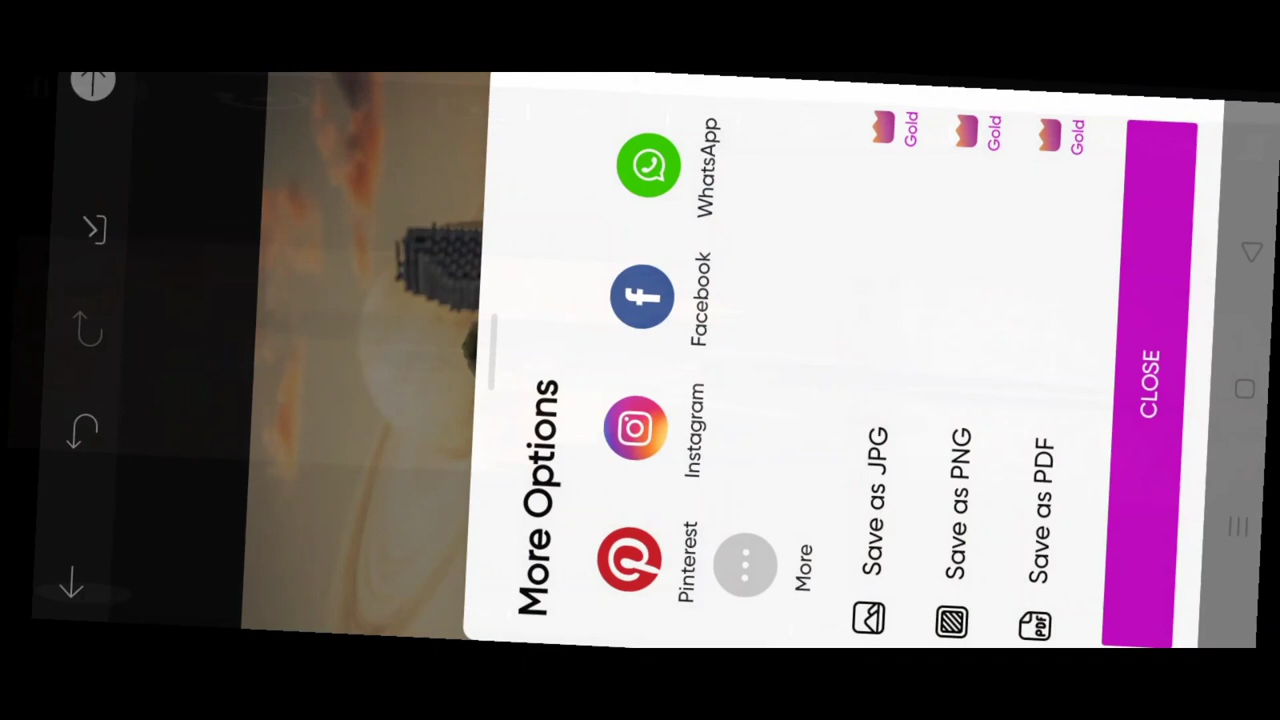 More Options
Pinterest
Instagram
Facebook
WhatsApp
More
Save as JPG
Gold
Save as PNG
Gold
PDF
Save as PDF
Gold
CLOSE